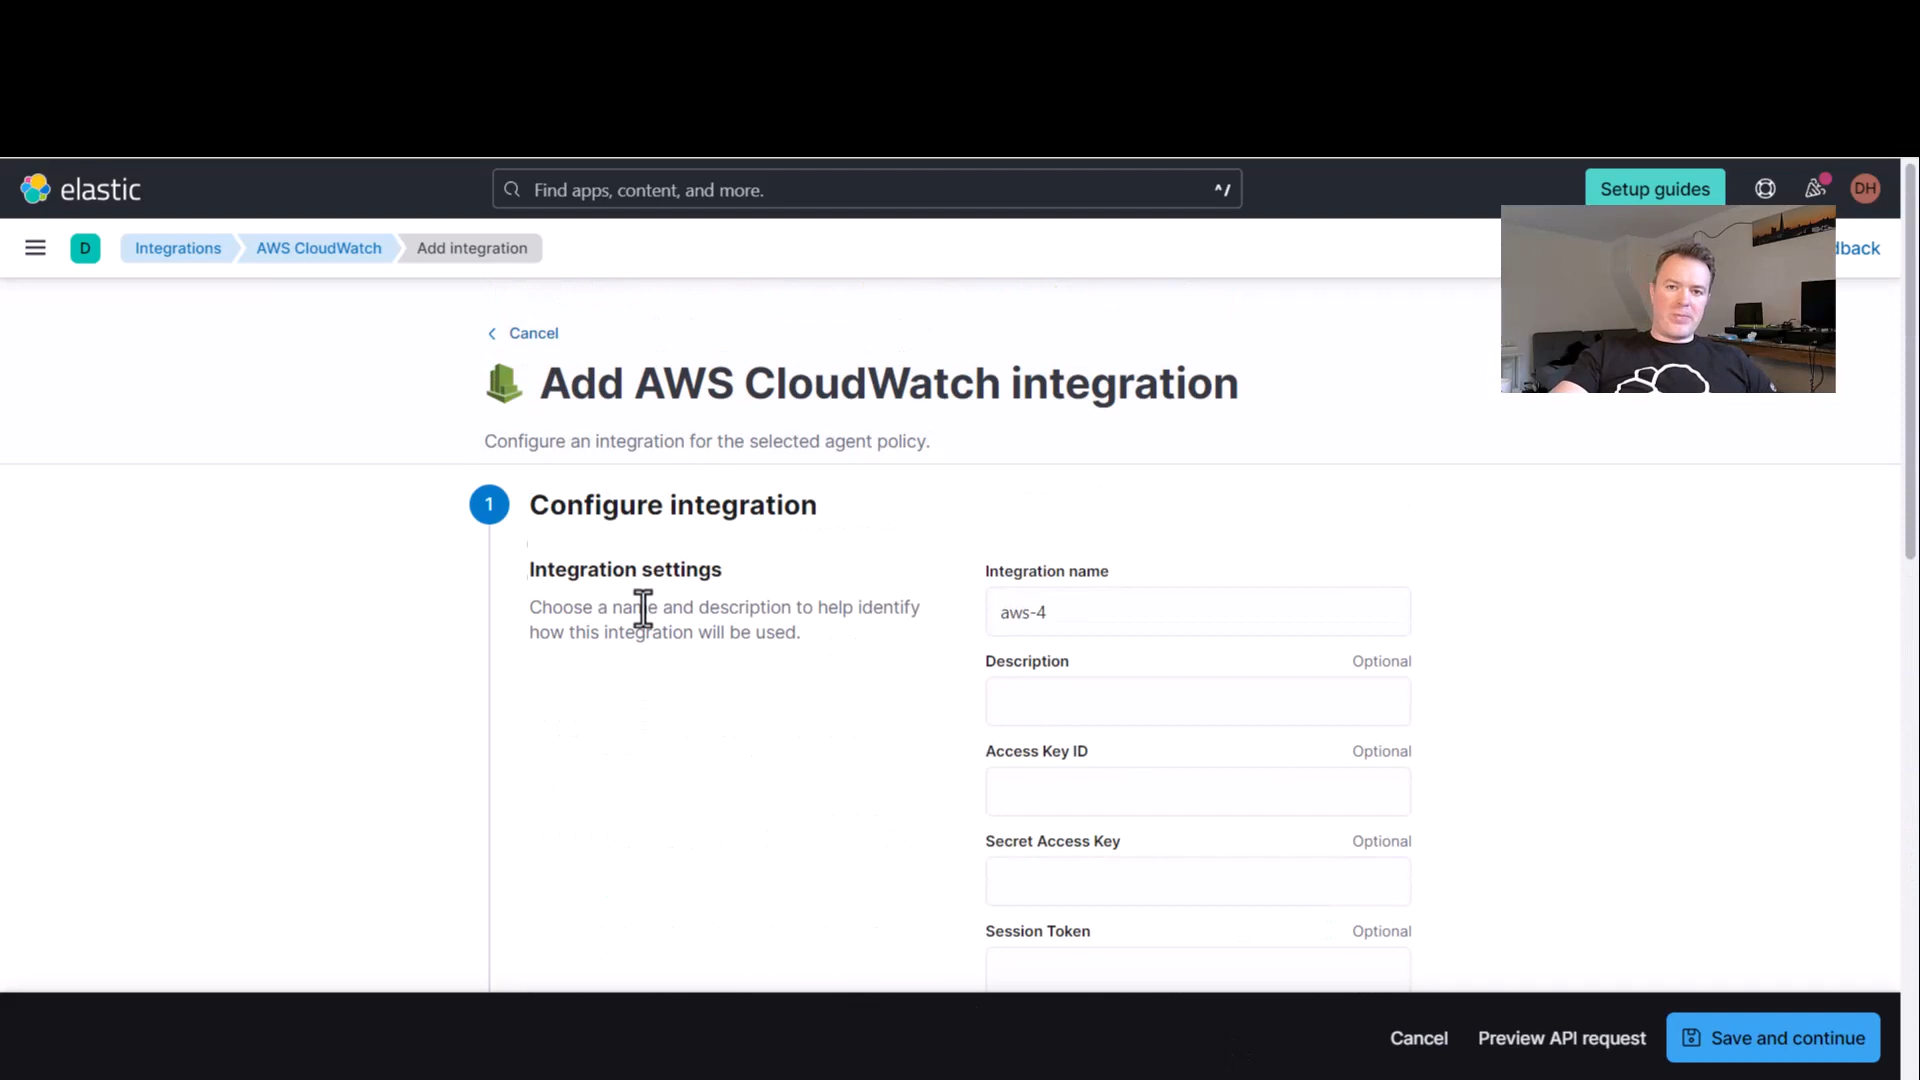 elastic
Find apps, content, and more.
^/
Setup guides
DH
D
Integrations
AWS CloudWatch
Add integration
dback
Cancel
Add AWS CloudWatch integration
Configure an integration for the selected agent policy.
1
Configure integration
Integration settings
Choose a name and description to help identify
how this integration will be used.
Integration name
aws-4
Description
Optional
Access Key ID
Optional
Secret Access Key
Optional
Session Token
Optional
Cancel
Preview API request
Save and continue